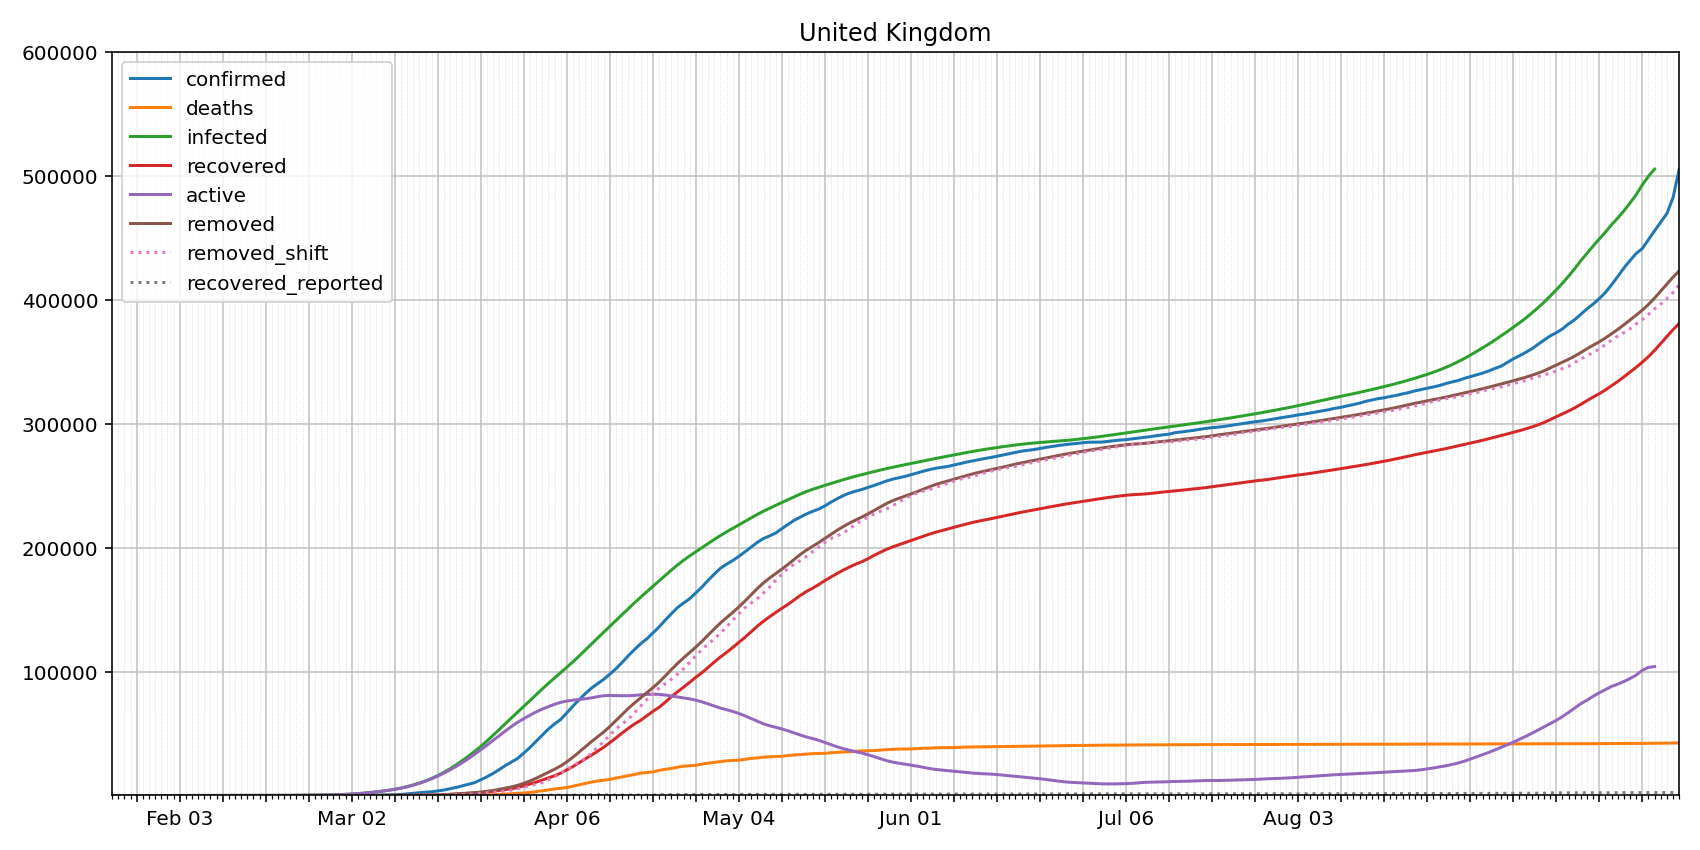 United Kingdom
600000
500000
400000
300000
200000
100000
confirmed
deaths
infected
recovered
active
removed
removed_shift
recovered_reported
Feb 03
Mar 02
Apr 06
May 04
Jun 01
Jul 06
Aug 03